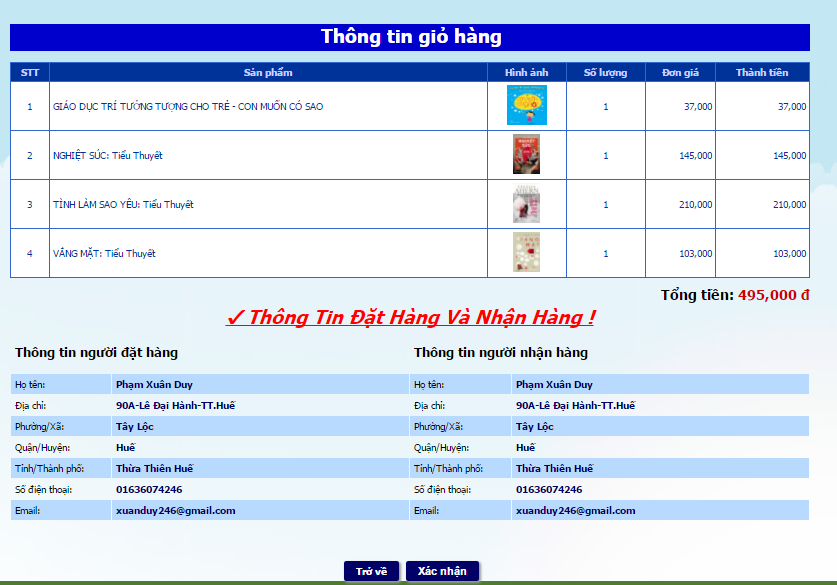 Thông tin giỏ hàng
STT Sản phẩm Hình ảnh Số lượng Đơn giá Thành tiền
1 GIÁO DỤC TRÍ TƯỞNG TƯỢNG CHO TRẺ - CON MUỐN CÓ SAO 1 37,000 37,000
2 NGHIỆT SÚC: Tiểu Thuyết 1 145,000 145,000
3 TÌNH LÀM SAO YÊU: Tiểu Thuyết 1 210,000 210,000
4 VẮNG MẶT: Tiểu Thuyết 1 103,000 103,000
Tổng tiền: 495,000 đ
✓ Thông Tin Đặt Hàng Và Nhận Hàng !
Thông tin người đặt hàng Thông tin người nhận hàng
Họ tên: Phạm Xuân Duy Họ tên: Phạm Xuân Duy
Địa chỉ: 90A-Lê Đại Hành-TT.Huế Địa chỉ: 90A-Lê Đại Hành-TT.Huế
Phường/Xã: Tây Lộc Phường/Xã: Tây Lộc
Quận/Huyện: Huế Quận/Huyện: Huế
Tỉnh/Thành phố: Thừa Thiên Huế Tỉnh/Thành phố: Thừa Thiên Huế
Số điện thoại: 01636074246 Số điện thoại: 01636074246
Email: xuanduy246@gmail.com Email: xuanduy246@gmail.com
Trở về Xác nhận